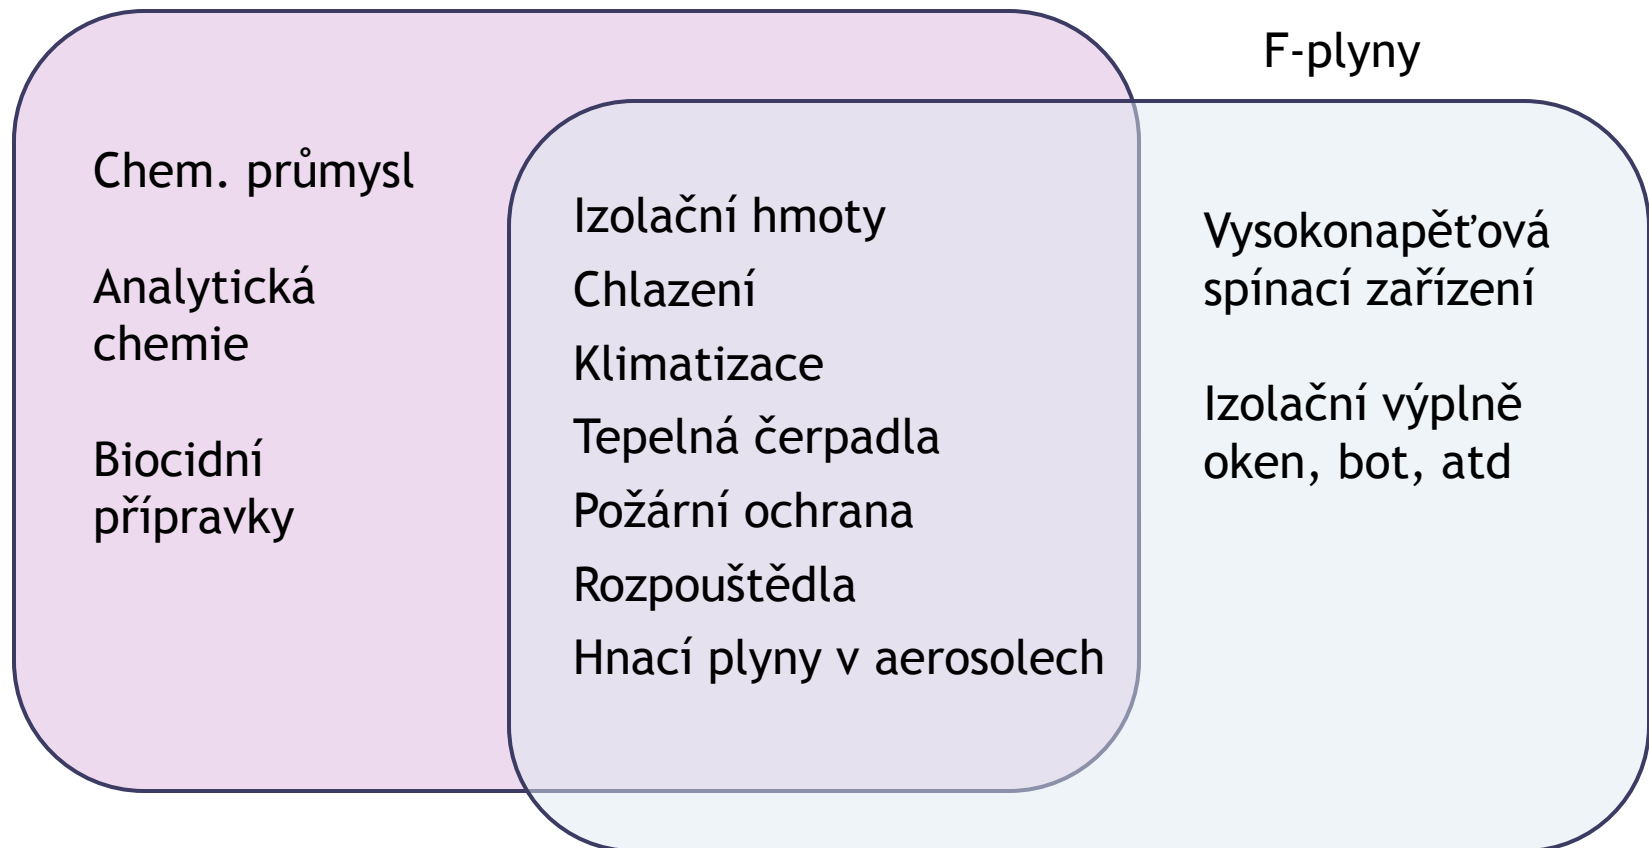 F-plyny
Chem. průmysl
Analytická
chemie
Biocidní
přípravky
Izolační hmoty
Chlazení
Klimatizace
Tepelná čerpadla
Požární ochrana
Rozpouštědla
Hnací plyny v aerosolech
Vysokonapěťová
spínací zařízení
Izolační výplně
oken, bot, atd